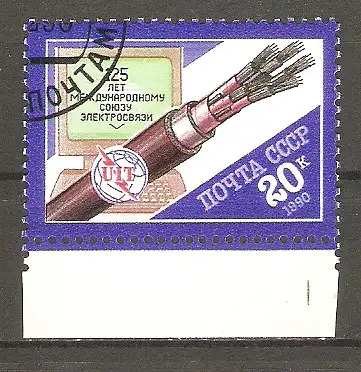 ПОЧТАМ
125
ЛЕТ
МЕЖДУНАРОДНОМУ
СОЮЗУ
ЭЛЕКТРОСВЯЗИ
UIT
ПОЧТА СССР
20к
1990